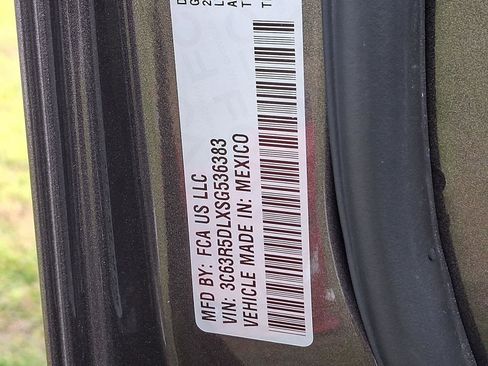 MFD BY: FCA US LLC
VIN: 3C63R5DLXSG536383
VEHICLE MADE IN: MEXICO